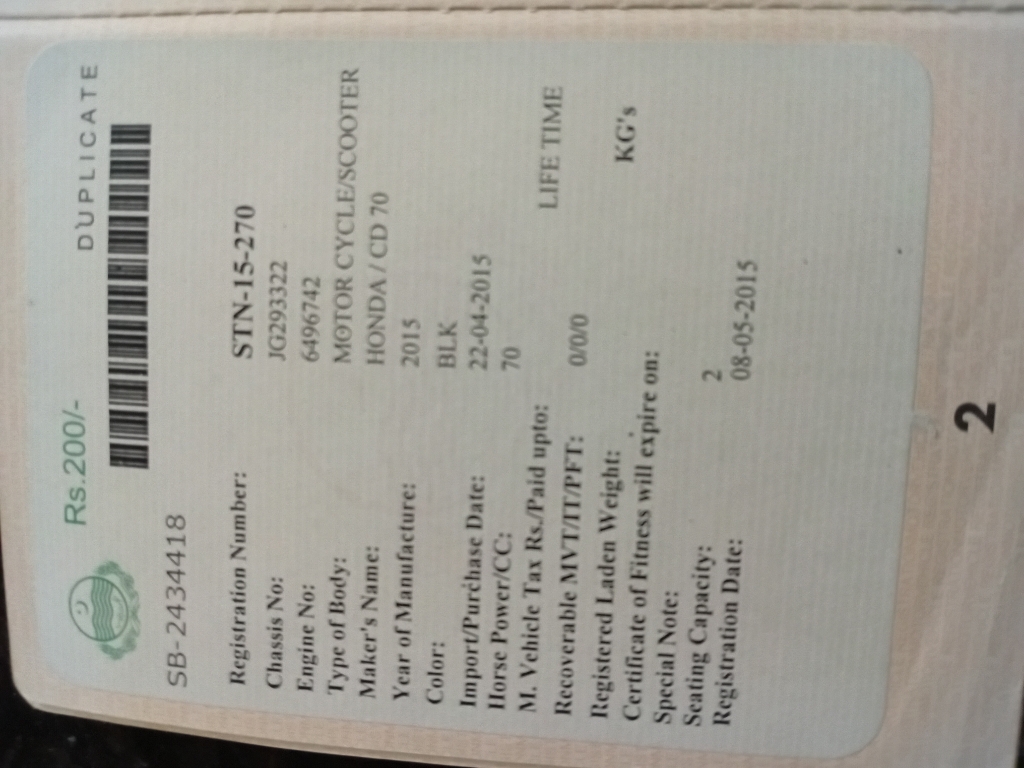 Rs.200/-
DUPLICATE
SB-2434418
Registration Number: STN-15-270
Chassis No: JG293322
Engine No: 6496742
Type of Body: MOTOR CYCLE/SCOOTER
Maker's Name: HONDA / CD 70
Year of Manufacture: 2015
Color: BLK
Import/Purchase Date: 22-04-2015
Horse Power/CC: 70
M. Vehicle Tax Rs./Paid upto: LIFE TIME
Recoverable MVT/IT/PFT: 0/0/0
Registered Laden Weight: KG's
Certificate of Fitness will expire on:
Special Note:
Seating Capacity: 2
Registration Date: 08-05-2015
2